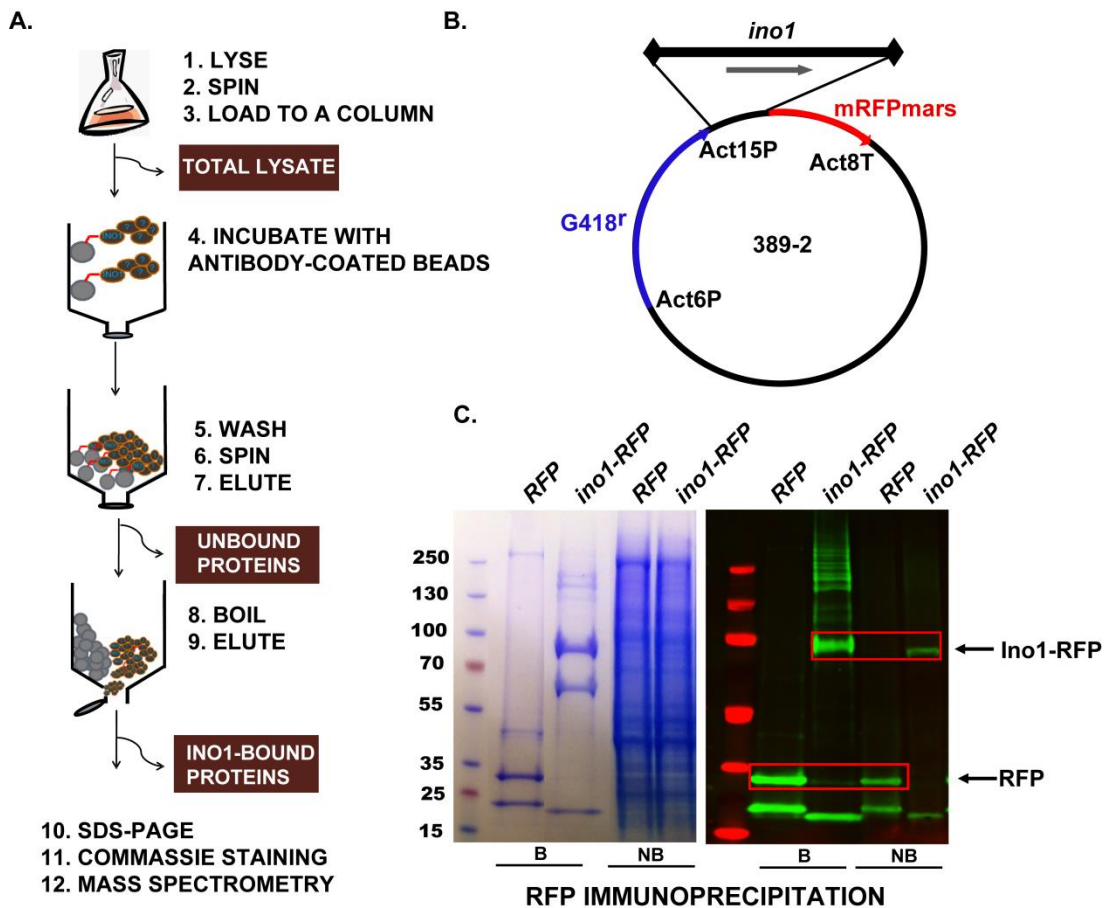 A.
1. LYSE
2. SPIN
3. LOAD TO A COLUMN
TOTAL LYSATE
INO1
INO1
4. INCUBATE WITH
ANTIBODY-COATED BEADS
5. WASH
6. SPIN
7. ELUTE
UNBOUND
PROTEINS
8. BOIL
9. ELUTE
INO1-BOUND
PROTEINS
10. SDS-PAGE
11. COMMASSIE STAINING
12. MASS SPECTROMETRY
B.
ino1
mRFPmars
Act15P
Act8T
G418r
389-2
Act6P
C.
RFP ino1-RFP RFP ino1-RFP
RFP ino1-RFP RFP ino1-RFP
250
130
100
70
55
35
25
15
Ino1-RFP
RFP
B NB B NB
RFP IMMUNOPRECIPITATION